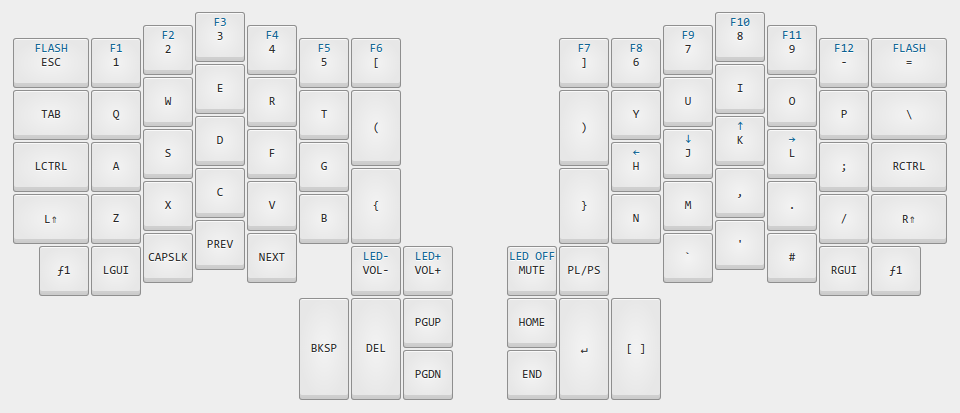 FLASH F1 F2 F3 F4 F5 F6 F7 F8 F9 F10 F11 F12 FLASH
ESC 1 2 3 4 5 [ ] 6 7 8 9 - =
TAB Q W E R T ( ) Y U I O P \
← ↓ ↑ →
LCTRL A S D F G H J K L ; RCTRL
L⇑ Z X C V B { } N M , . / R⇑
LED- LED+ LED OFF
ƒ1 LGUI CAPSLK PREV NEXT VOL- VOL+ MUTE PL/PS ` ' # RGUI ƒ1
PGUP HOME
BKSP DEL ↵ [ ]
PGDN END